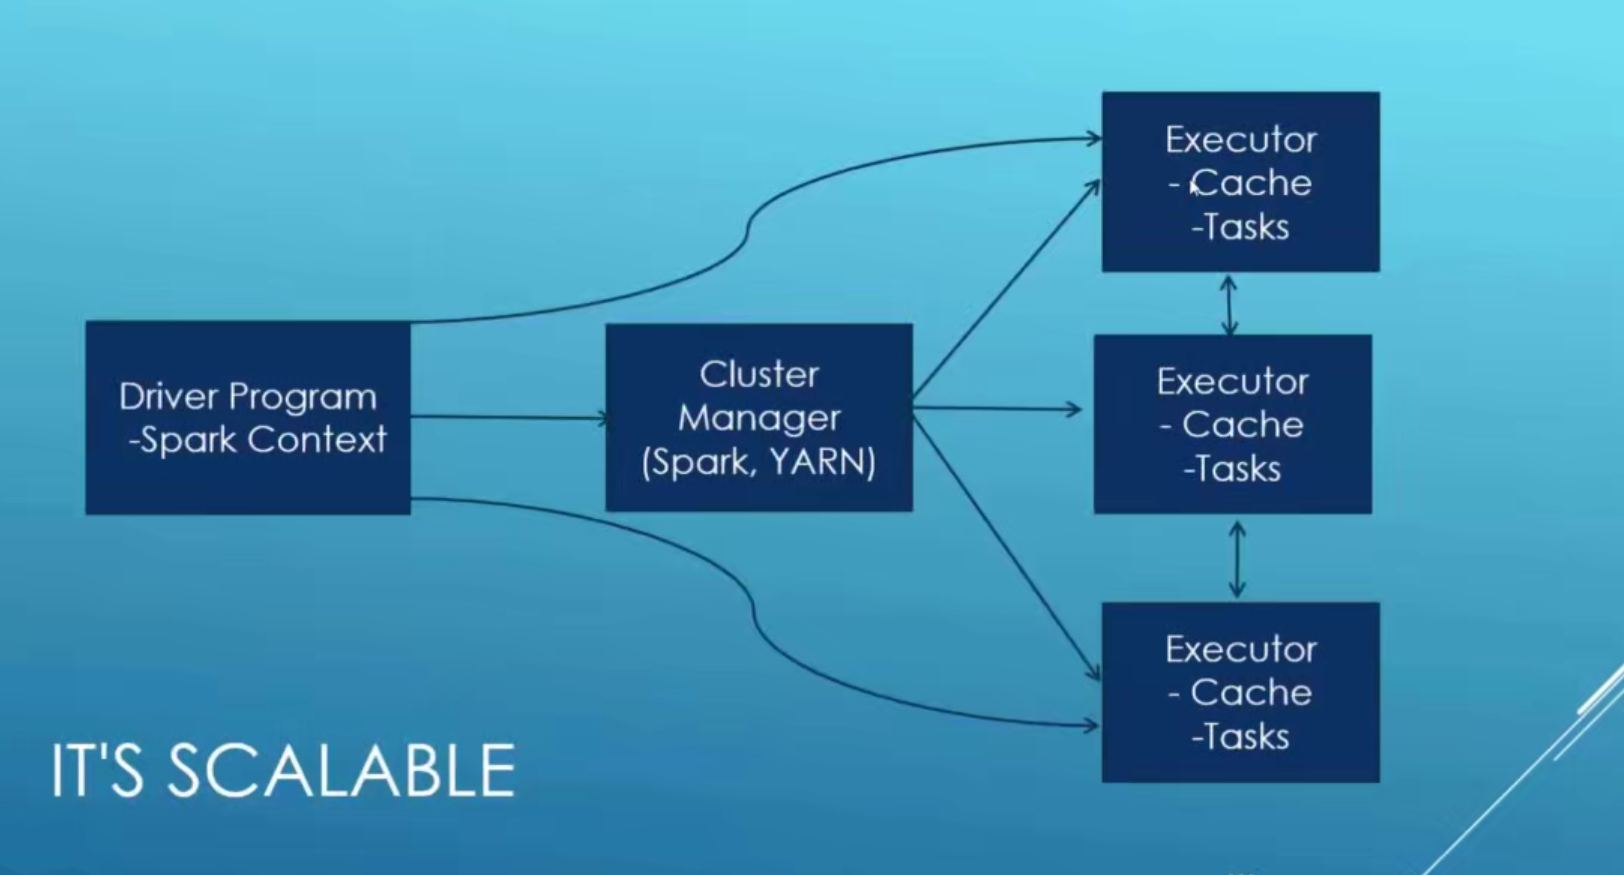 Driver Program
-Spark Context
Cluster
Manager
(Spark, YARN)
Executor
- Cache
-Tasks
Executor
- Cache
-Tasks
Executor
- Cache
-Tasks
IT'S SCALABLE